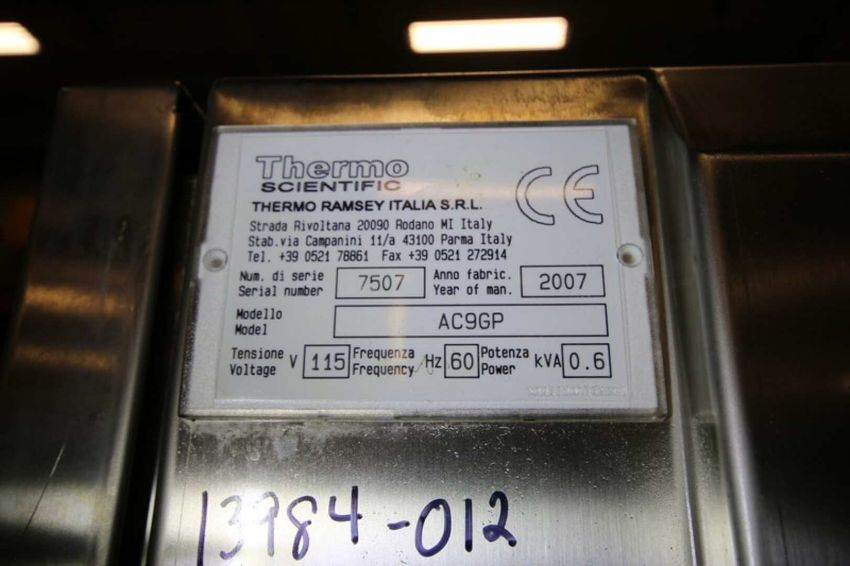 Thermo
SCIENTIFIC
CE
THERMO RAMSEY ITALIA S.R.L.
Strada Rivoltana 20090 Rodano MI Italy
Stab.via Campanini 11/a 43100 Parma Italy
Tel. +39 0521 78861 Fax +39 0521 272914
Num. di serie 7507 Anno fabric. 2007
Serial number Year of man.
Modello AC9GP
Model
Tensione V 115 Frequenza Hz 60 Potenza kVA 0.6
Voltage Frequency Power
13984-012